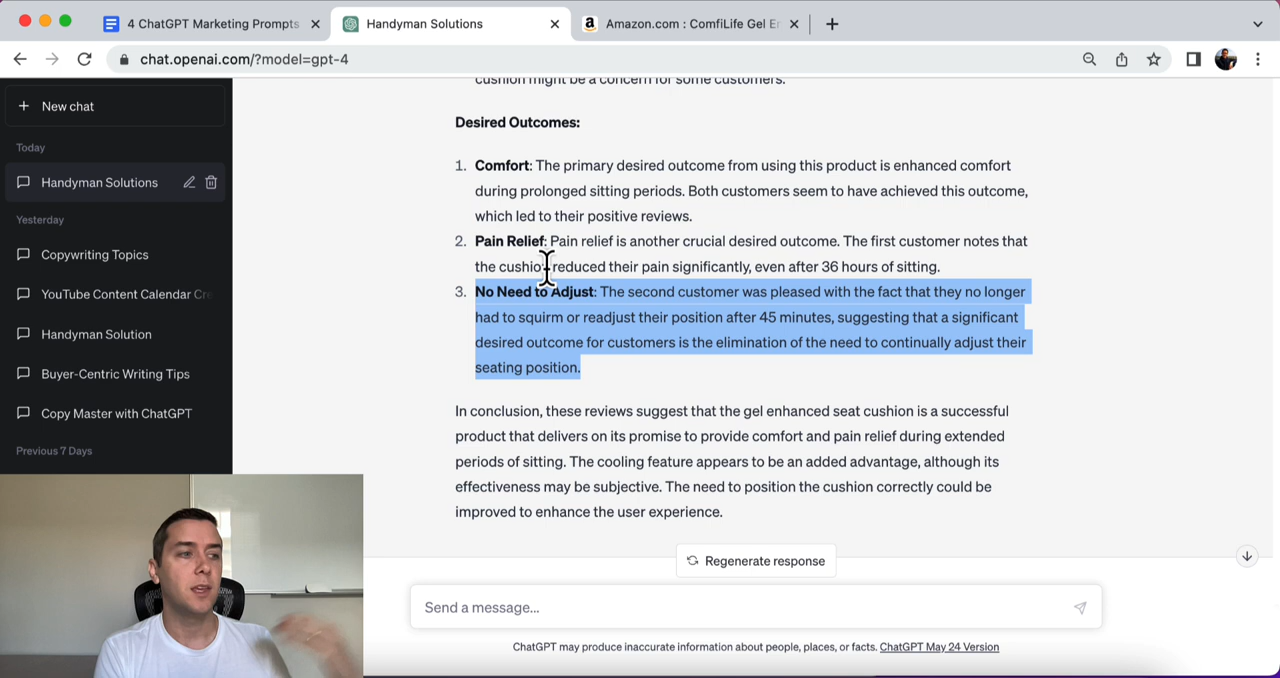 4 ChatGPT Marketing Prompts
Handyman Solutions
a
Amazon.com : ComfiLife Gel En
chat.openai.com/?model=gpt-4
New chat
Today
Handyman Solutions
Yesterday
Copywriting Topics
YouTube Content Calendar Cre
Handyman Solution
Buyer-Centric Writing Tips
Copy Master with ChatGPT
Previous 7 Days
cushion might be a concern for some customers.
Desired Outcomes:
1. Comfort: The primary desired outcome from using this product is enhanced comfort
during prolonged sitting periods. Both customers seem to have achieved this outcome,
which led to their positive reviews.
2. Pain Relief: Pain relief is another crucial desired outcome. The first customer notes that
the cushion reduced their pain significantly, even after 36 hours of sitting.
3. No Need to Adjust: The second customer was pleased with the fact that they no longer
had to squirm or readjust their position after 45 minutes, suggesting that a significant
desired outcome for customers is the elimination of the need to continually adjust their
seating position.
In conclusion, these reviews suggest that the gel enhanced seat cushion is a successful
product that delivers on its promise to provide comfort and pain relief during extended
periods of sitting. The cooling feature appears to be an added advantage, although its
effectiveness may be subjective. The need to position the cushion correctly could be
improved to enhance the user experience.
Regenerate response
Send a message...
ChatGPT may produce inaccurate information about people, places, or facts. ChatGPT May 24 Version